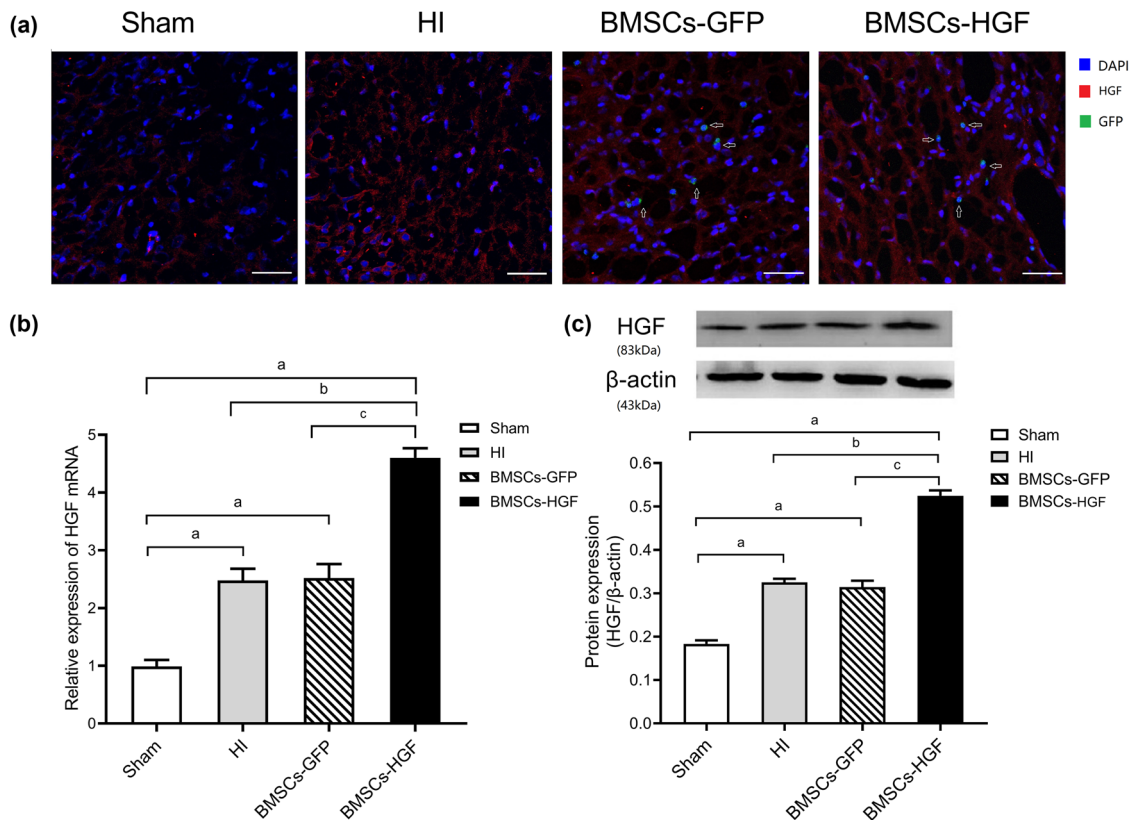 (a)
Sham
HI
BMSCs-GFP
BMSCs-HGF
DAPI
HGF
GFP
(b)
a
b
c
a
a
Relative expression of HGF mRNA
5
4
3
2
1
0
Sham
HI
BMSCs-GFP
BMSCs-HGF
Sham
HI
BMSCs-GFP
BMSCs-HGF
(c)
HGF
(83kDa)
β-actin
(43kDa)
a
b
c
a
a
Protein expression
(HGF/β-actin)
0.6
0.5
0.4
0.3
0.2
0.1
0.0
Sham
HI
BMSCs-GFP
BMSCs-HGF
Sham
HI
BMSCs-GFP
BMSCs-HGF